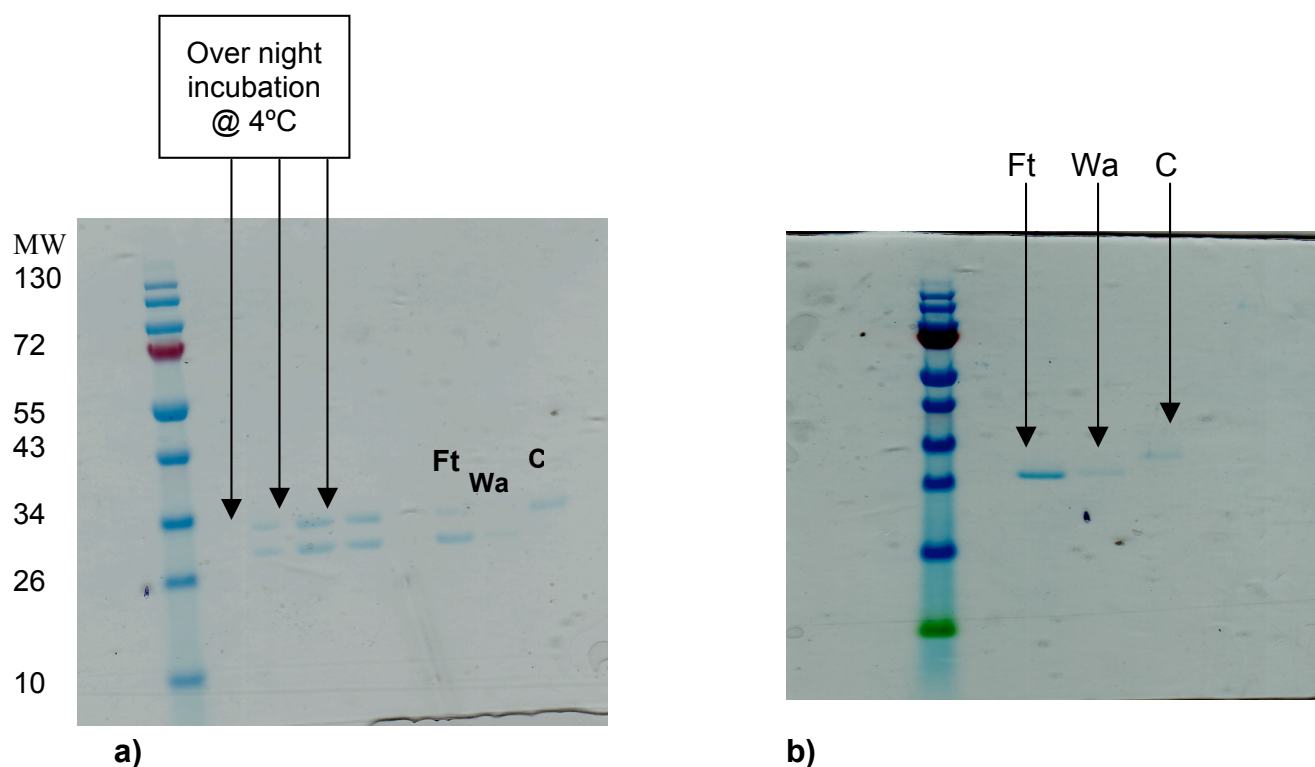 Over night
incubation
@ 4ºC
Ft Wa C
MW
130
72
55
43
34
26
10
Ft
Wa
C
a)
b)